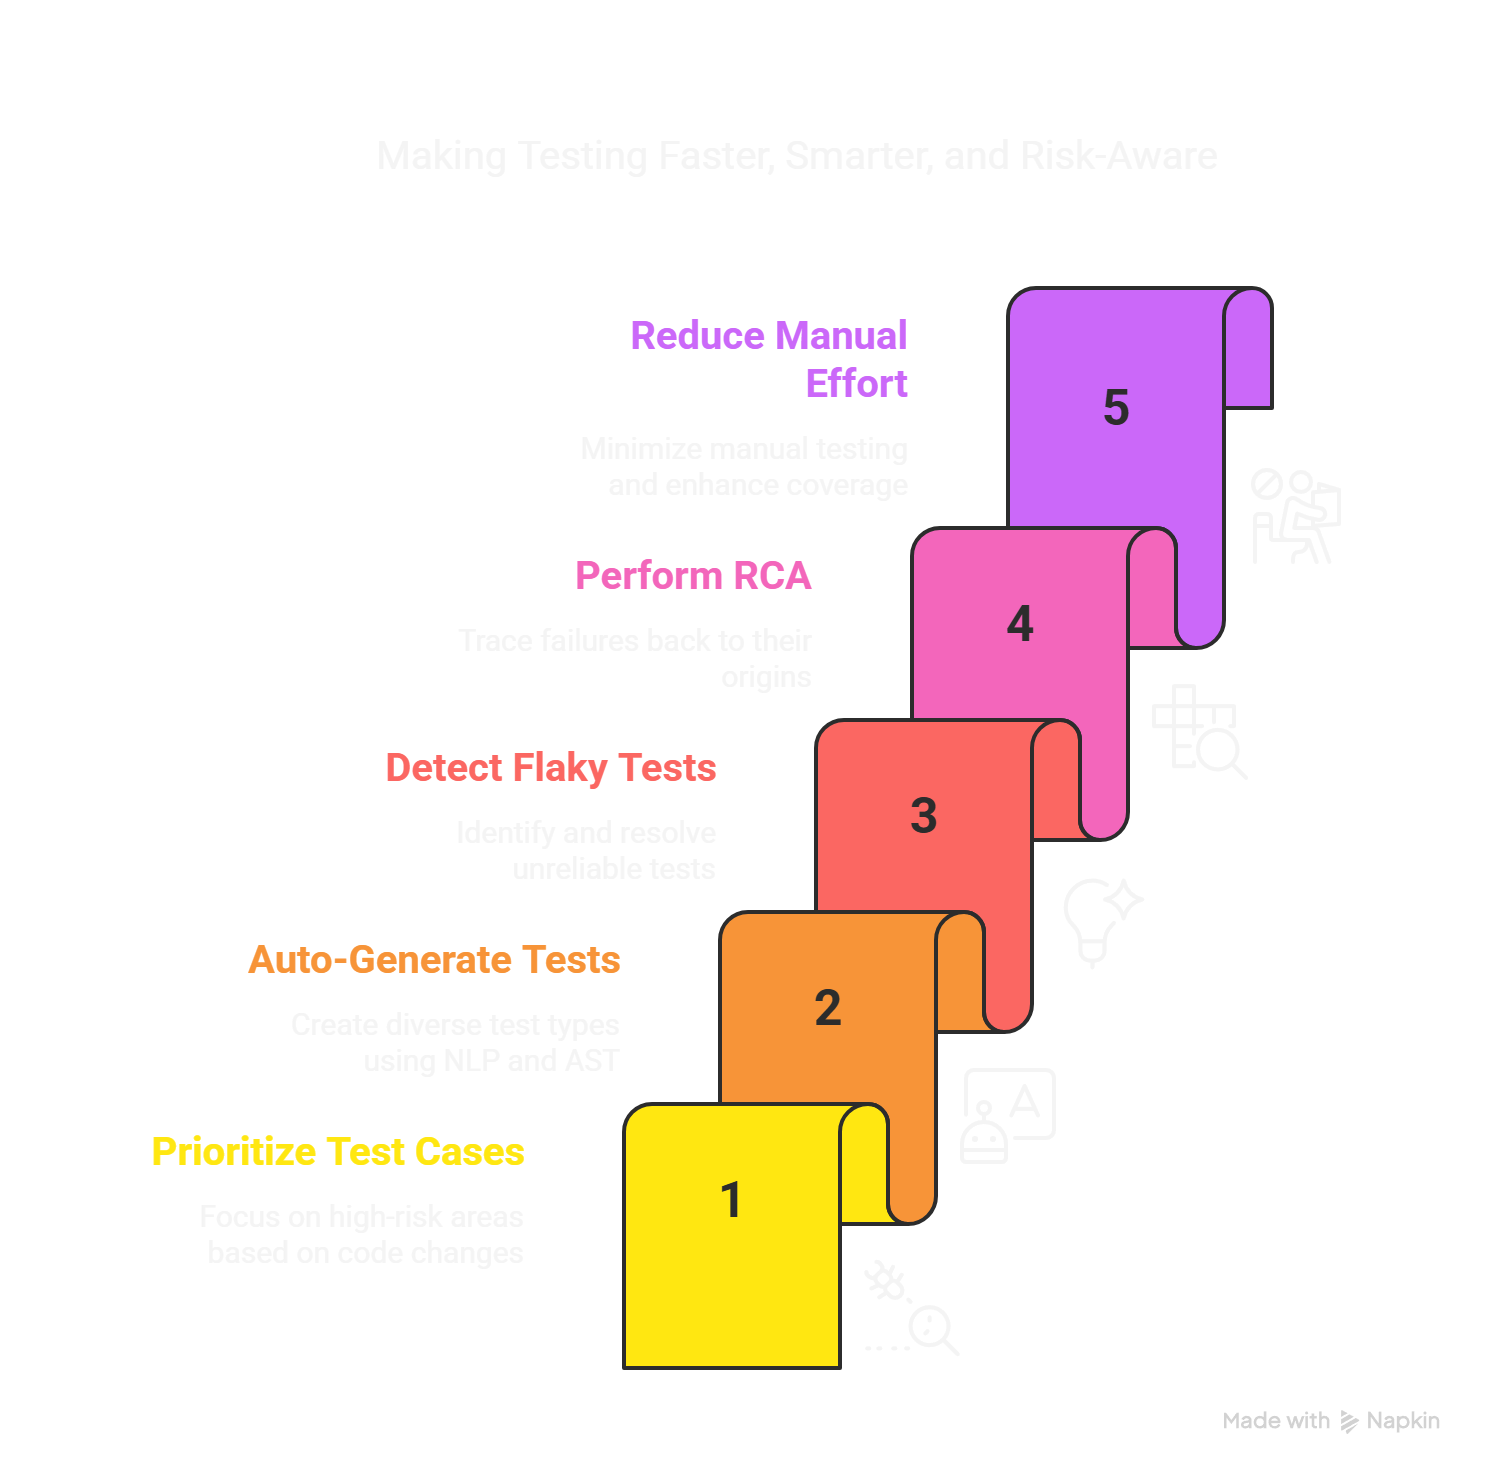 Making Testing Faster, Smarter, and Risk-Aware
Reduce Manual
Effort
5
Minimize manual testing
and enhance coverage
Perform RCA
4
Trace failures back to their
origins
Detect Flaky Tests
3
Identify and resolve
unreliable tests
Auto-Generate Tests
2
Create diverse test types
using NLP and AST
Prioritize Test Cases
1
Focus on high-risk areas
based on code changes
A
Made with Napkin